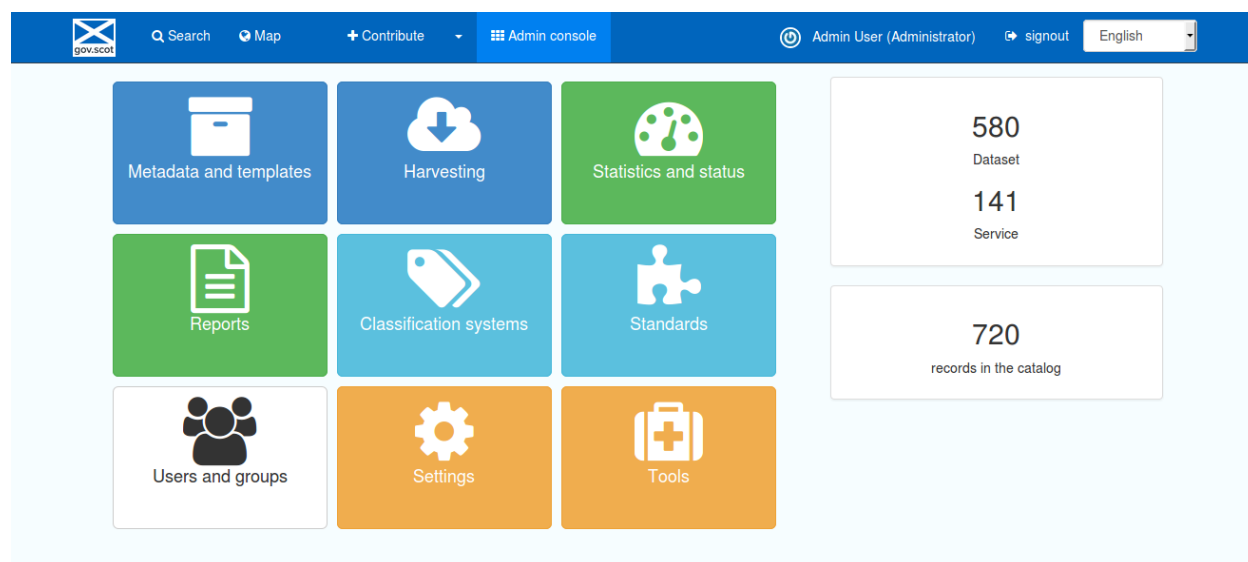 gov.scot
Search
Map
Contribute
Admin console
Admin User (Administrator)
signout
English
Metadata and templates
Harvesting
Statistics and status
Reports
Classification systems
Standards
Users and groups
Settings
Tools
580
Dataset
141
Service
720
records in the catalog